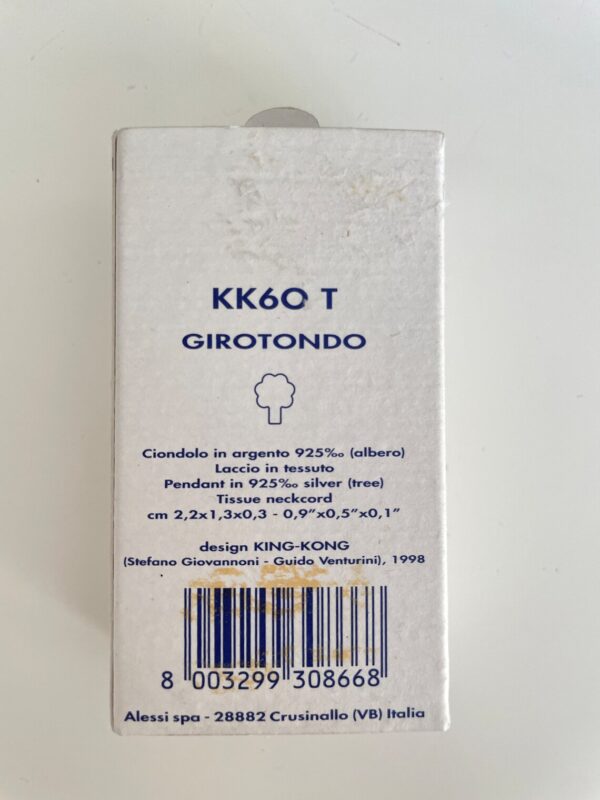 KK60 T
GIROTONDO
Ciondolo in argento 925‰ (albero)
Laccio in tessuto
Pendant in 925‰ silver (tree)
Tissue neckcord
cm 2,2x1,3x0,3 - 0,9”x0,5”x0,1”
design KING-KONG
(Stefano Giovannoni - Guido Venturini), 1998
8 003299 308668
Alessi spa - 28882 Crusinallo (VB) Italia